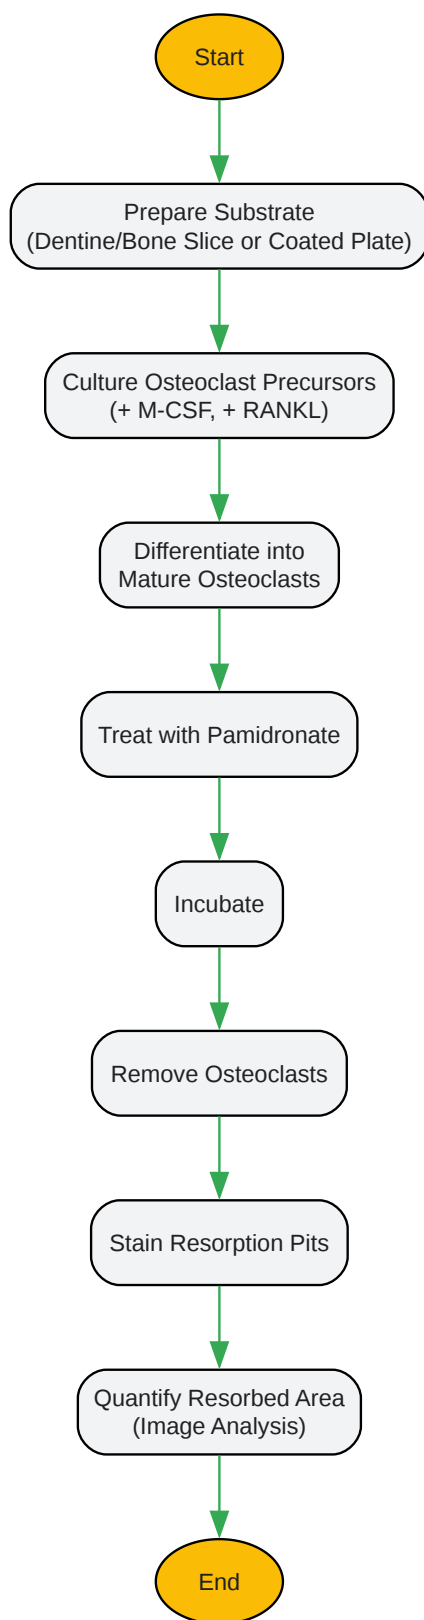 Start
Prepare Substrate
(Dentine/Bone Slice or Coated Plate)
Culture Osteoclast Precursors
(+ M-CSF, + RANKL)
Differentiate into
Mature Osteoclasts
Treat with Pamidronate
Incubate
Remove Osteoclasts
Stain Resorption Pits
Quantify Resorbed Area
(Image Analysis)
End